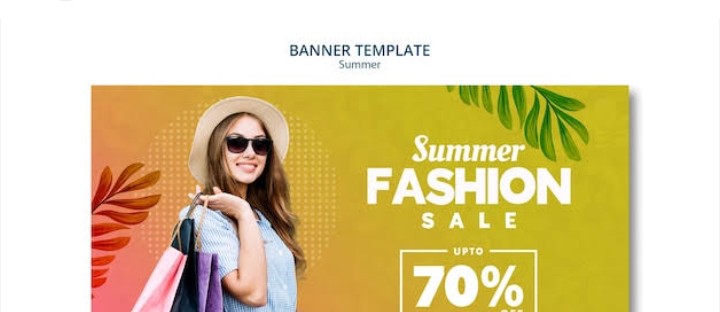 BANNER TEMPLATE
Summer
Summer
FASHION
SALE
UPTO
70%